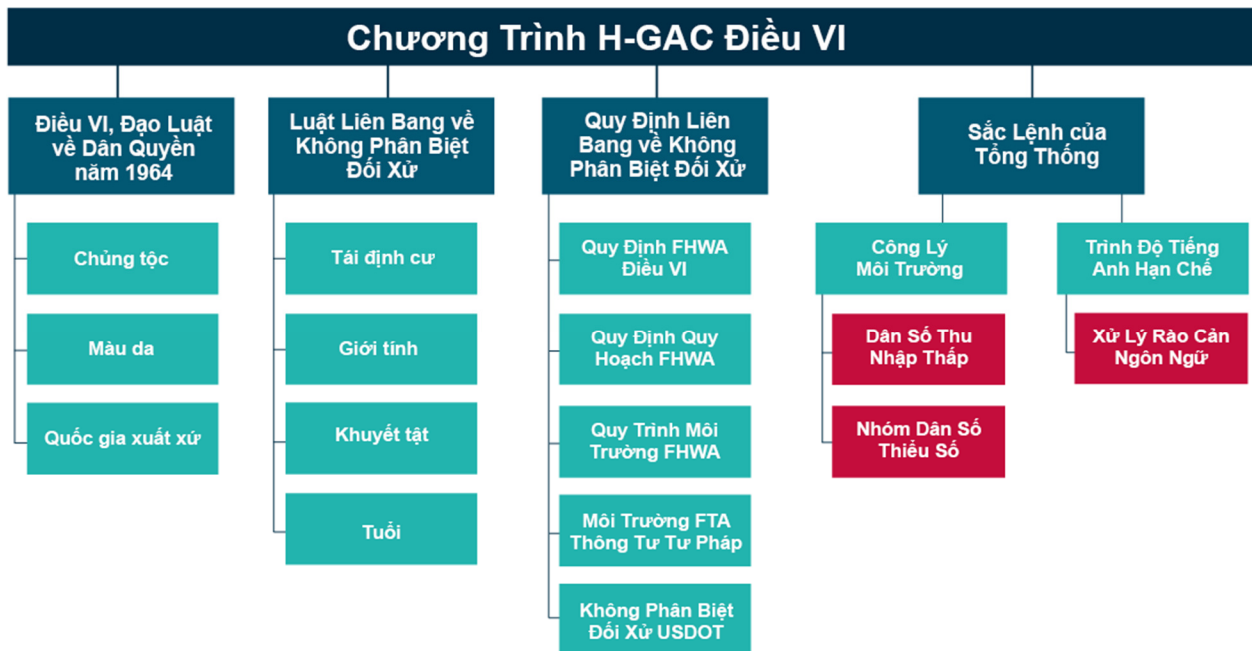 Chương Trình H-GAC Điều VI
Điều VI, Đạo Luật
về Dân Quyền
năm 1964
Chủng tộc
Màu da
Quốc gia xuất xứ
Luật Liên Bang về
Không Phân Biệt
Đối Xử
Tái định cư
Giới tính
Khuyết tật
Tuổi
Quy Định Liên
Bang về Không
Phân Biệt Đối Xử
Quy Định FHWA
Điều VI
Quy Định Quy
Hoạch FHWA
Quy Trình Môi
Trường FHWA
Môi Trường FTA
Thông Tư Tư Pháp
Không Phân Biệt
Đối Xử USDOT
Sắc Lệnh của
Tổng Thống
Công Lý
Môi Trường
Dân Số Thu
Nhập Thấp
Nhóm Dân Số
Thiểu Số
Trình Độ Tiếng
Anh Hạn Chế
Xử Lý Rào Cản
Ngôn Ngữ